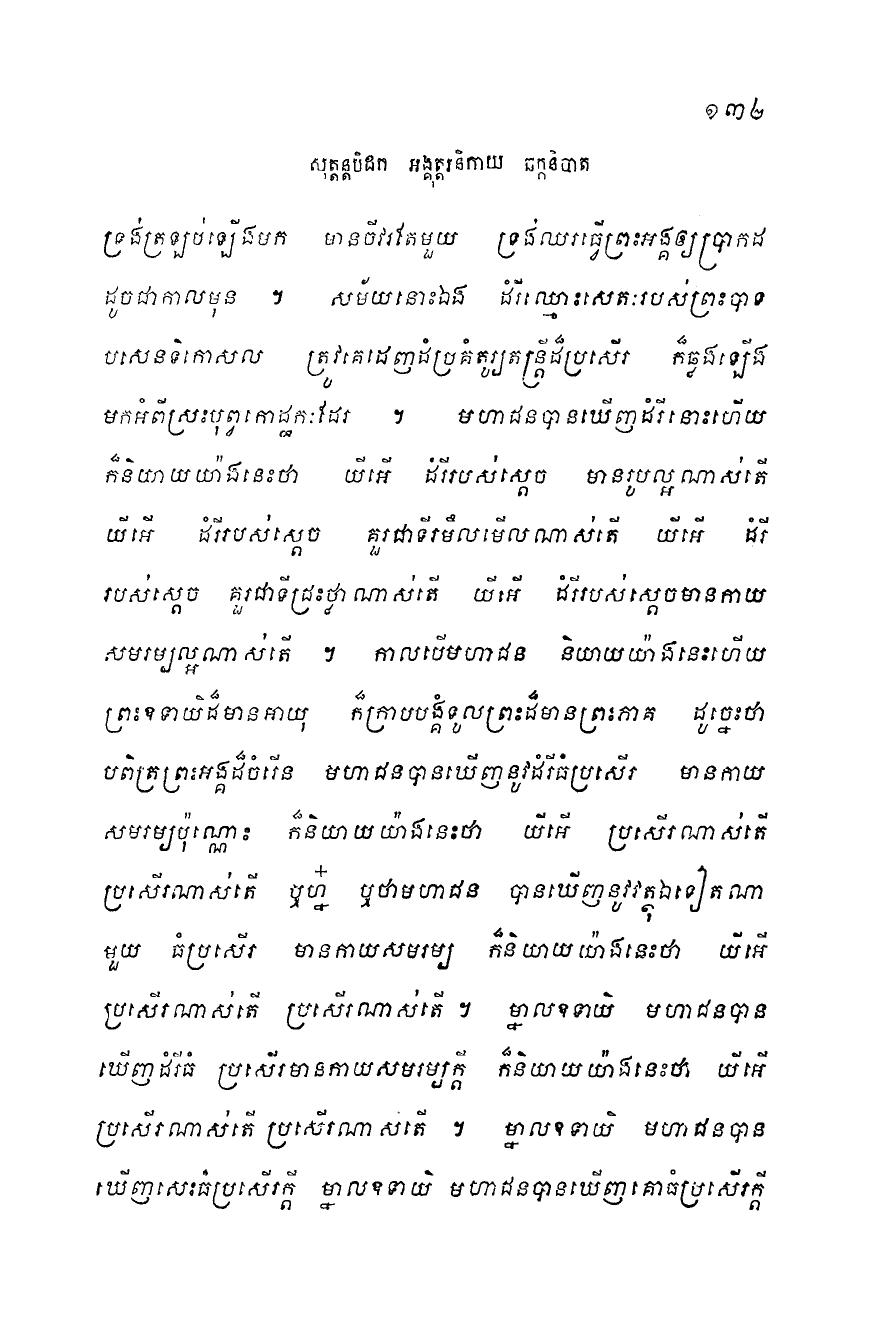 ១៣២
សុត្តន្តបិដក អង្គុត្តរនិកាយ ឆក្កនិបាត
ទ្រង់ត្រឡប់ឡើងមក មានចីវរតែមួយ ទ្រង់ឈរធ្វើព្រះអង្គឲ្យប្រាកដ
ដូចជាកាលមុន ។ សម័យនោះឯង ដំរីឈ្មោះសេតៈរបស់ព្រះបាទ
បសេនទិកោសល ត្រូវគេដេញដំប្រគំតូរ្យតន្ត្រីដ៏ប្រសើរ ក៏ឆ្លងឡើង
មកអំពីស្រះបុព្វកោដ្ឋកៈដែរ ។ មហាជនបានឃើញដំរីនោះហើយ
ក៏និយាយយ៉ាងនេះថា យីអើ ដំរីរបស់ស្តេច មានរូបល្អណាស់តើ
យីអើ ដំរីរបស់ស្តេច គួរជាទីរមឹលមើលណាស់តើ យីអើ ដំរី
របស់ស្តេច គួរជាទីជ្រះថ្លាណាស់តើ យីអើ ដំរីរបស់ស្តេចមានកាយ
សមរម្យល្អណាស់តើ ។ កាលបើមហាជន និយាយយ៉ាងនេះហើយ
ព្រះឧទាយិដ៏មានអាយុ ក៏ក្រាបបង្គំទូលព្រះដ៏មានព្រះភាគ ដូច្នេះថា
បពិត្រព្រះអង្គដ៏ចំរើន មហាជនបានឃើញនូវដំរីធំប្រសើរ មានកាយ
សមរម្យប៉ុណ្ណោះ ក៏និយាយយ៉ាងនេះថា យីអើ ប្រសើរណាស់តើ
ប្រសើរណាស់តើ ឬហ្ន៎ ឬថាមហាជន បានឃើញនូវវត្ថុឯទៀតណា
មួយ ធំប្រសើរ មានកាយសមរម្យ ក៏និយាយយ៉ាងនេះថា យីអើ
ប្រសើរណាស់តើ ប្រសើរណាស់តើ ។ ម្នាលឧទាយិ មហាជនបាន
ឃើញដំរីធំ ប្រសើរមានកាយសមរម្យក្តី ក៏និយាយយ៉ាងនេះថា យីអើ
ប្រសើរណាស់តើ ប្រសើរណាស់តើ ។ ម្នាលឧទាយិ មហាជនបាន
ឃើញសេះធំប្រសើរក្តី ម្នាលឧទាយិ មហាជនបានឃើញគោធំប្រសើរក្តី